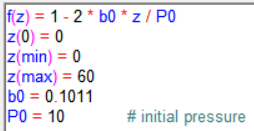 f(z) = 1 - 2 * b0 * z / P0
z(0) = 0
z(min) = 0
z(max) = 60
b0 = 0.1011
P0 = 10 # initial pressure